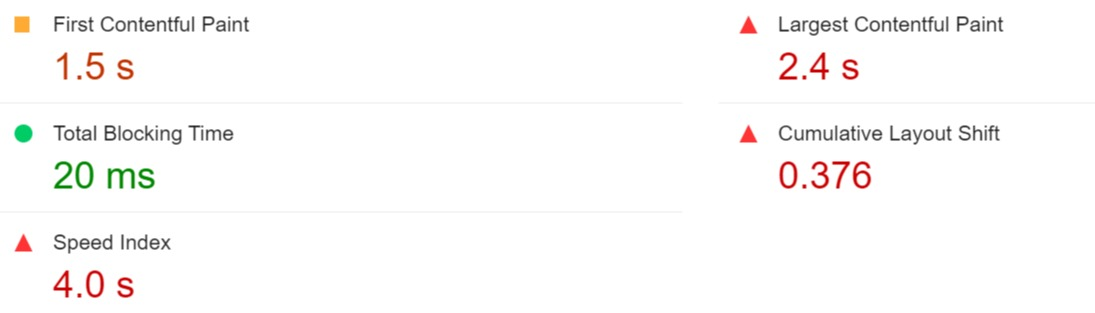 First Contentful Paint
1.5 s
Largest Contentful Paint
2.4 s
Total Blocking Time
20 ms
Cumulative Layout Shift
0.376
Speed Index
4.0 s